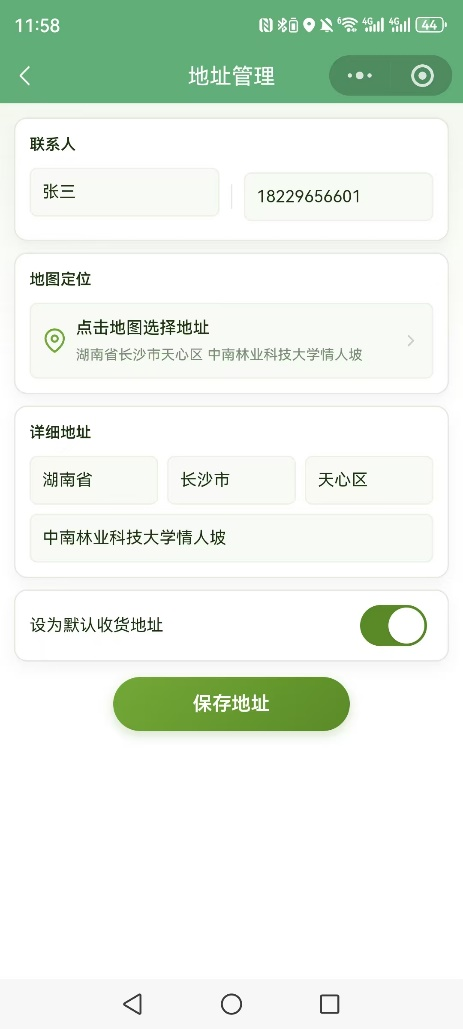 11:58
6 4G 4G 44
地址管理
联系人
张三
18229656601
地图定位
点击地图选择地址
湖南省长沙市天心区 中南林业科技大学情人坡
详细地址
湖南省 长沙市 天心区
中南林业科技大学情人坡
设为默认收货地址
保存地址